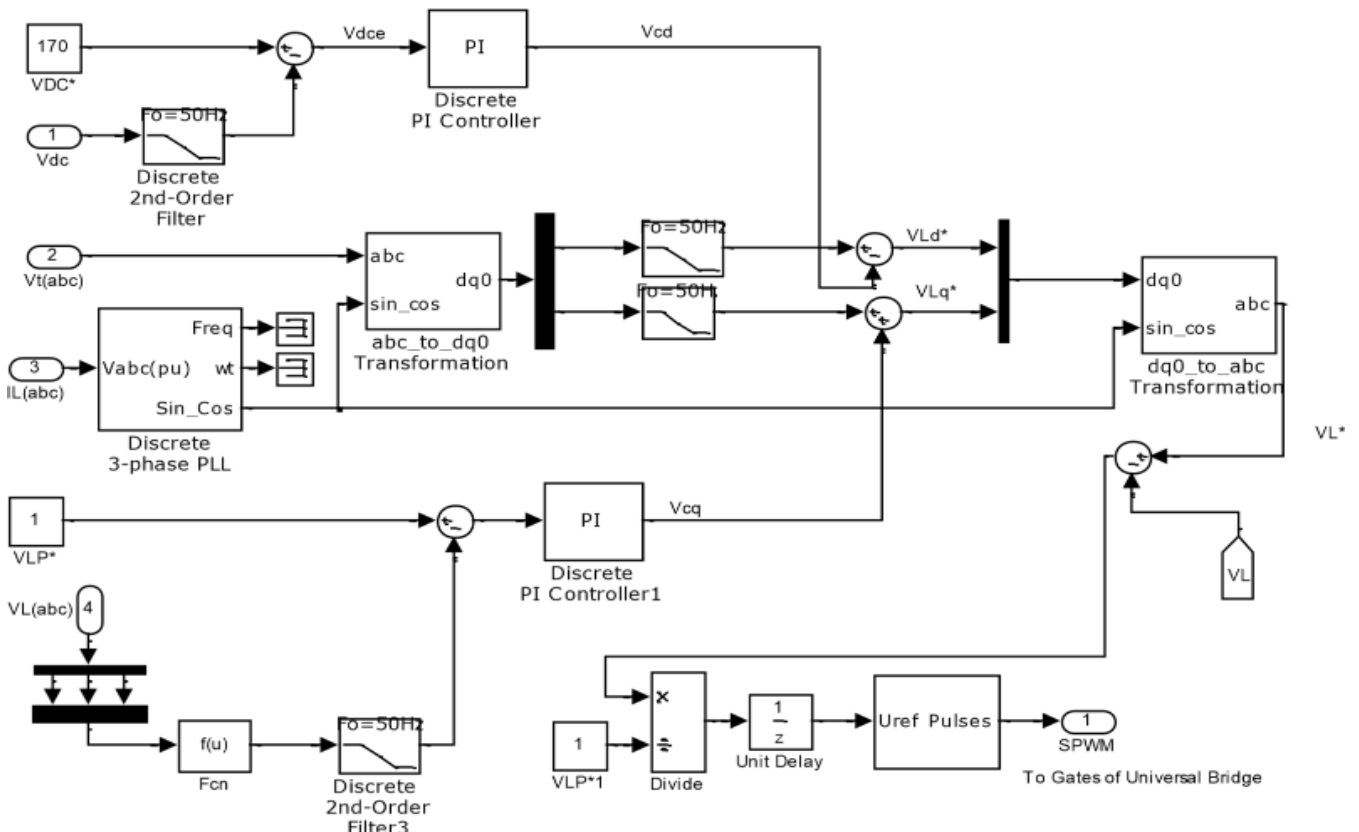 170
VDC*
Vdce
PI
Discrete
PI Controller
Vcd
1
Vdc
Fo=50Hz
Discrete
2nd-Order
Filter
2
Vt(abc)
abc
sin_cos
dq0
abc_to_dq0
Transformation
Fo=50Hz
Fo=50H
VLd*
VLq*
dq0
sin_cos
abc
dq0_to_abc
Transformation
3
IL(abc)
Vabc(pu)
Freq
wt
Sin_Cos
Discrete
3-phase PLL
VL*
VL
1
VLP*
PI
Discrete
PI Controller1
Vcq
VL(abc)
4
f(u)
Fcn
Fo=50Hz
Discrete
2nd-Order
Filter3
1
VLP*1
×
÷
Divide
1
z
Unit Delay
Uref Pulses
1
SPWM
To Gates of Universal Bridge